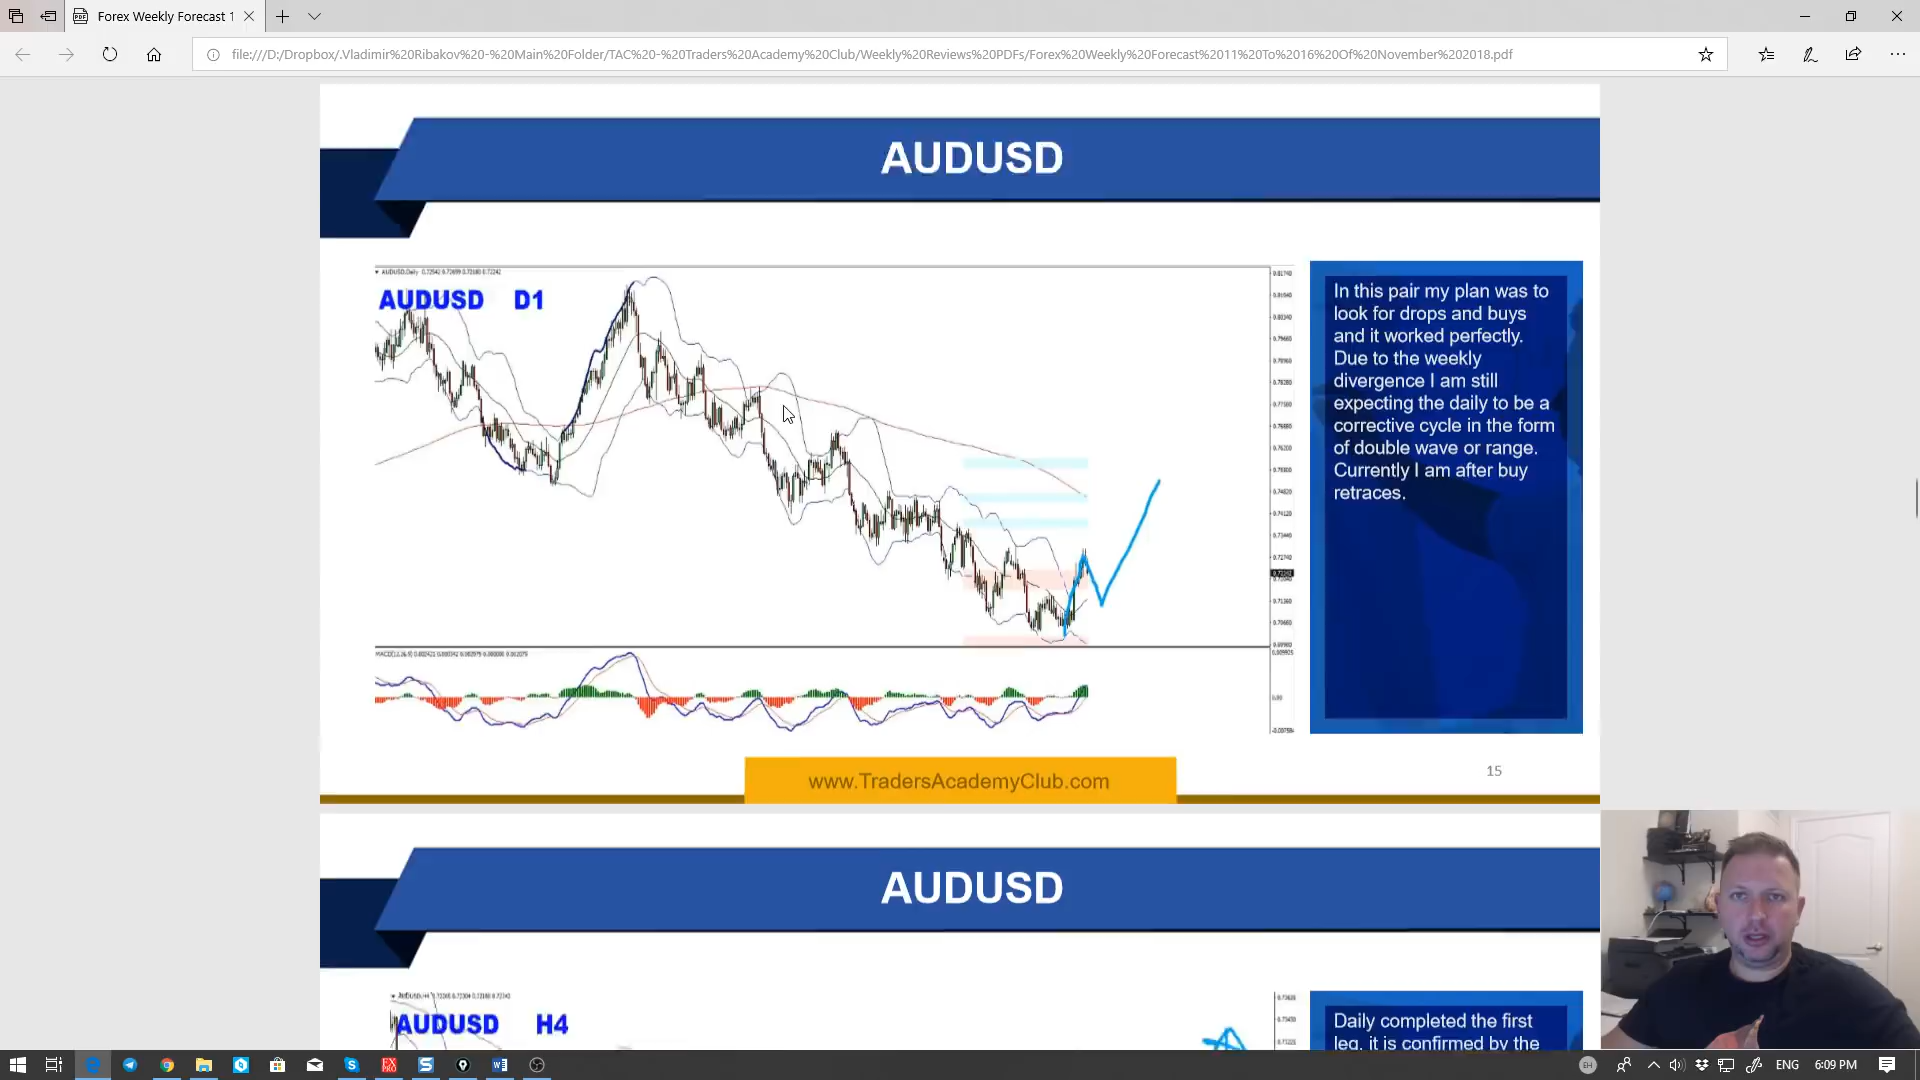 Forex Weekly Forecast 1
file:///D:/Dropbox/.Vladimir%20Ribakov%20-%20Main%20Folder/TAC%20-%20Traders%20Academy%20Club/Weekly%20Reviews%20PDFs/Forex%20Weekly%20Forecast%2011%20To%2016%20Of%20November%202018.pdf
AUDUSD
AUDUSD D1
In this pair my plan was to
look for drops and buys
and it worked perfectly.
Due to the weekly
divergence I am still
expecting the daily to be a
corrective cycle in the form
of double wave or range.
Currently I am after buy
retraces.
www.TradersAcademyClub.com
15
AUDUSD
AUDUSD H4
Daily completed the first
leg, it is confirmed by the
ENG
6:09 PM